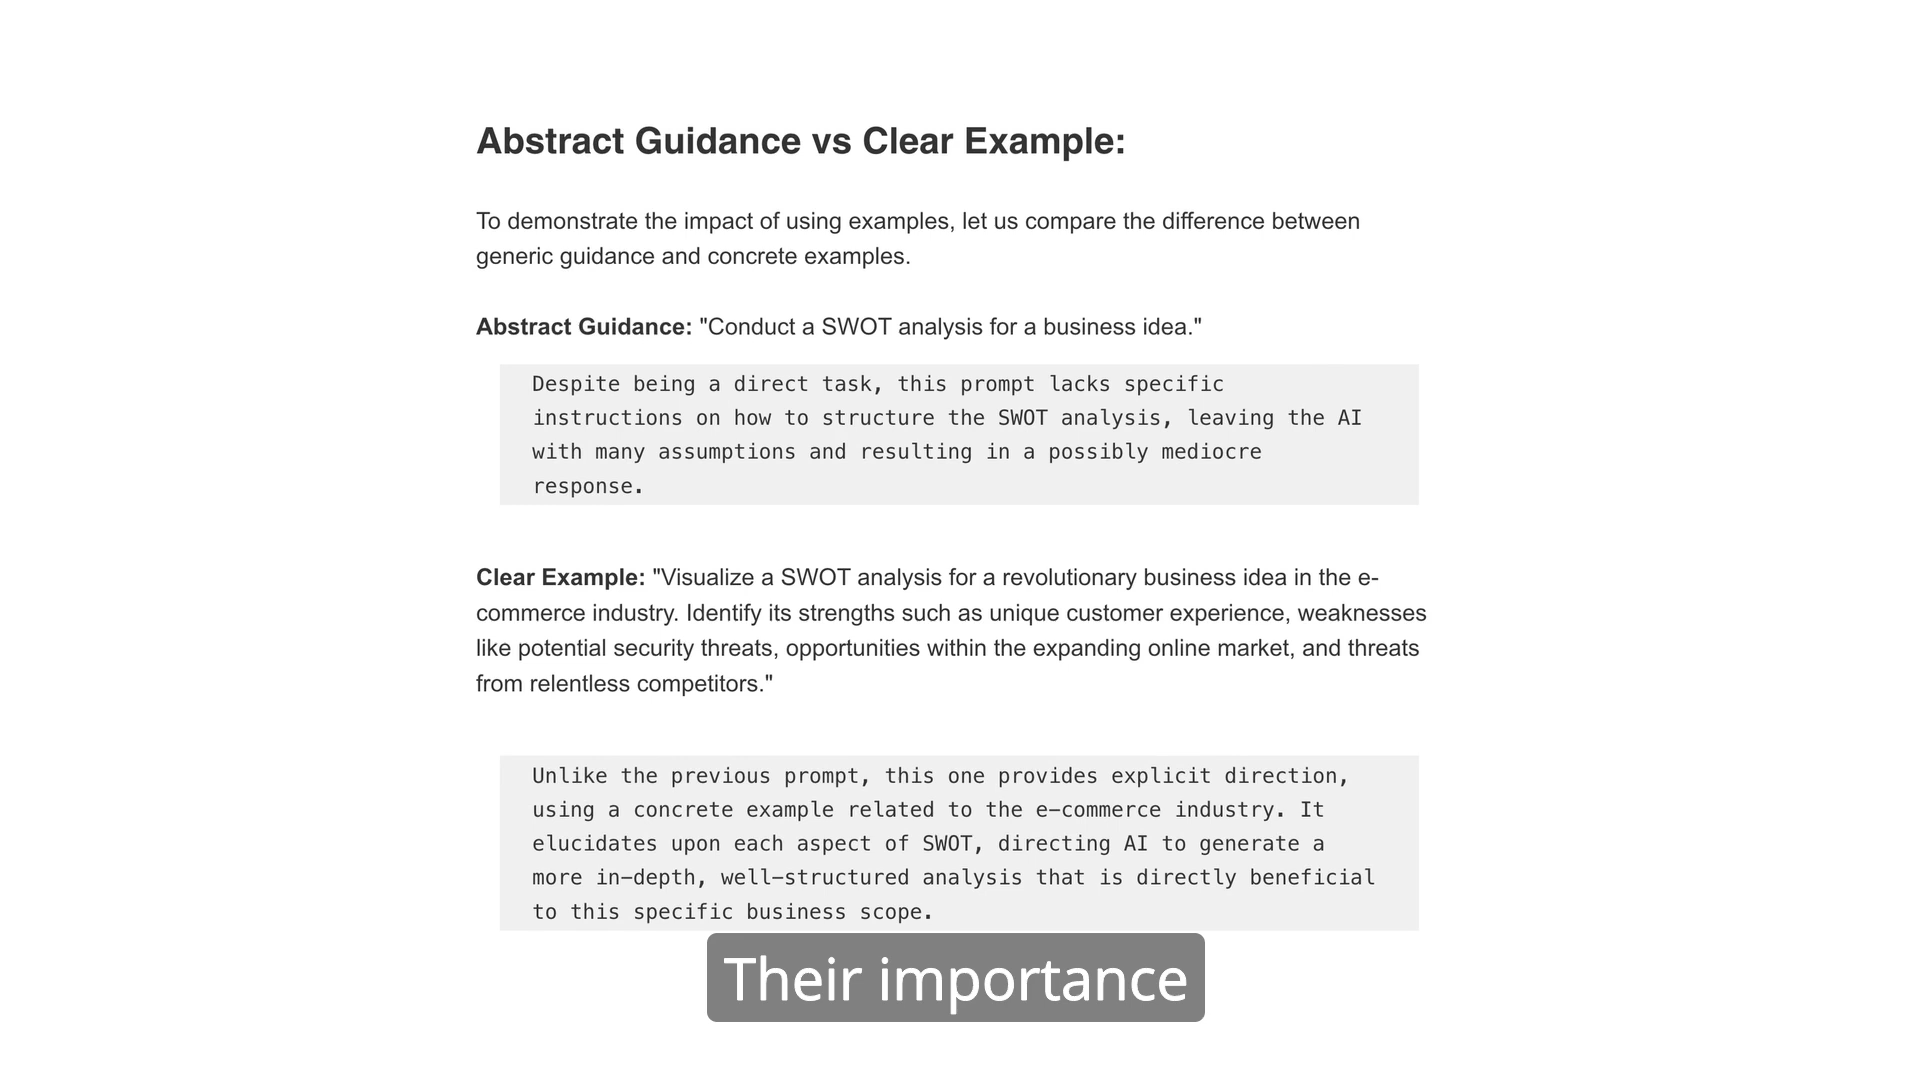 Abstract Guidance vs Clear Example:
To demonstrate the impact of using examples, let us compare the difference between
generic guidance and concrete examples.
Abstract Guidance: "Conduct a SWOT analysis for a business idea."
Despite being a direct task, this prompt lacks specific
instructions on how to structure the SWOT analysis, leaving the AI
with many assumptions and resulting in a possibly mediocre
response.
Clear Example: "Visualize a SWOT analysis for a revolutionary business idea in the e-
commerce industry. Identify its strengths such as unique customer experience, weaknesses
like potential security threats, opportunities within the expanding online market, and threats
from relentless competitors."
Unlike the previous prompt, this one provides explicit direction,
using a concrete example related to the e-commerce industry. It
elucidates upon each aspect of SWOT, directing AI to generate a
more in-depth, well-structured analysis that is directly beneficial
to this specific business scope.
Their importance